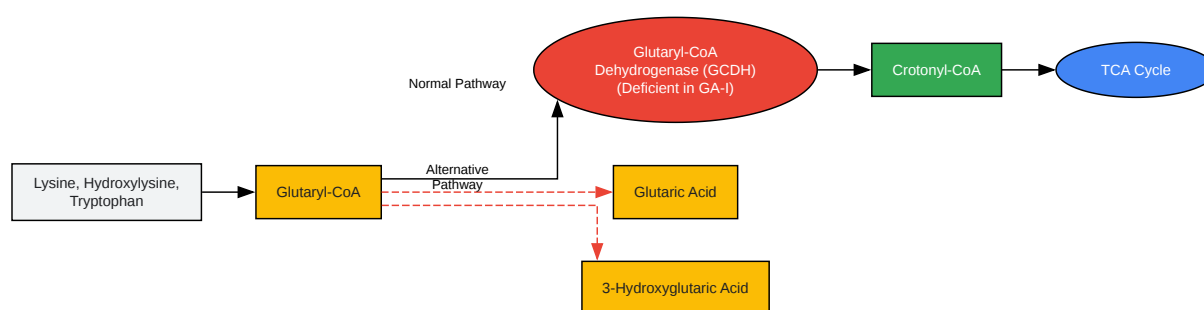 Glutaryl-CoA
Dehydrogenase (GCDH)
(Deficient in GA-I)
Crotonyl-CoA
TCA Cycle
Normal Pathway
Lysine, Hydroxylysine,
Tryptophan
Glutaryl-CoA
Alternative
Pathway
Glutaric Acid
3-Hydroxyglutaric Acid